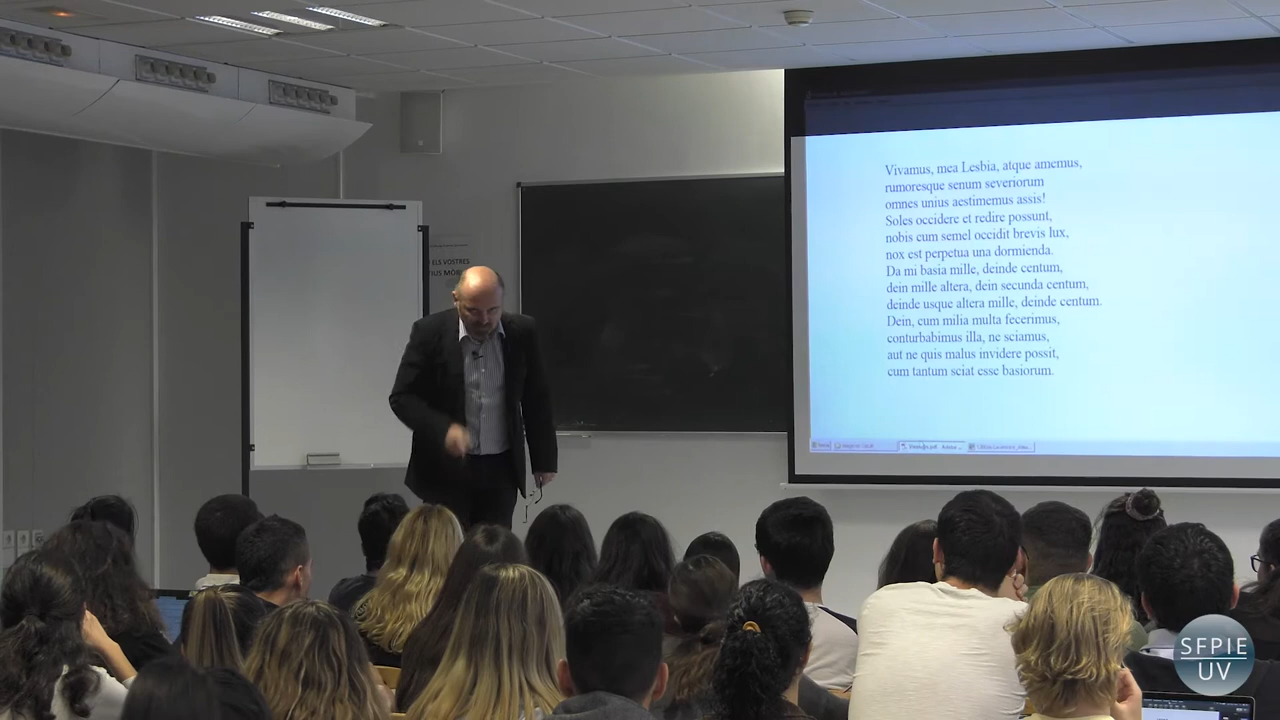 ELS VOSTRES
Vivamus, mea Lesbia, atque amemus,
rumoresque senum severiorum
omnes unius aestimemus assis!
Soles occidere et redire possunt,
nobis cum semel occidit brevis lux,
nox est perpetua una dormienda.
Da mi basia mille, deinde centum,
dein mille altera, dein secunda centum,
deinde usque altera mille, deinde centum.
Dein, cum milia multa fecerimus,
conturbabimus illa, ne sciamus,
aut ne quis malus invidere possit,
cum tantum sciat esse basiorum.
SFPIE
UV